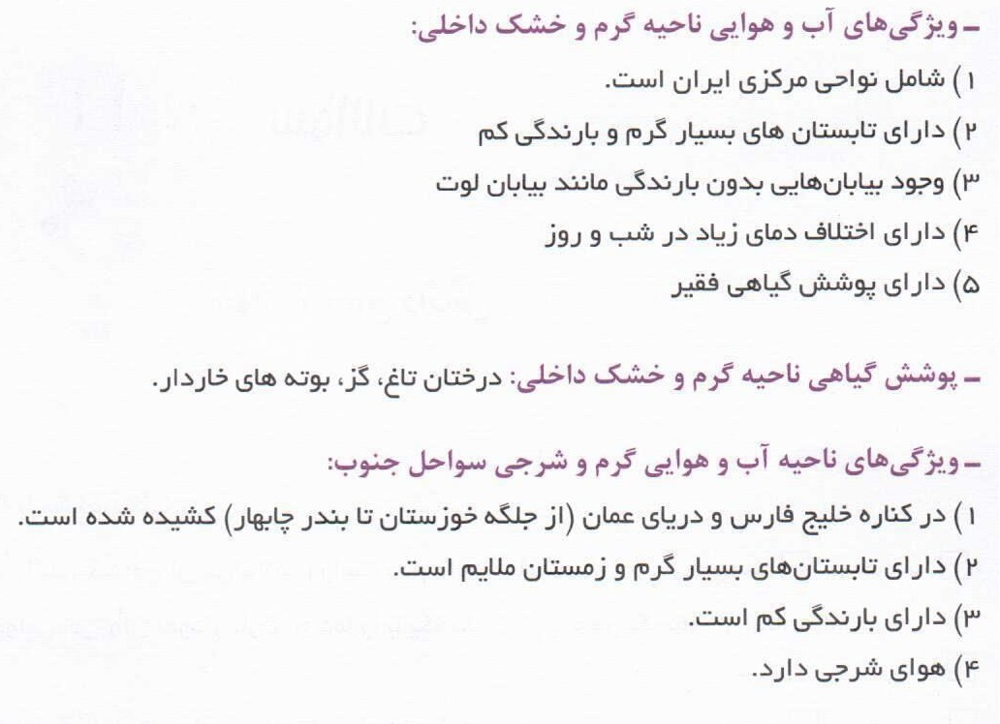 ـ ویژگی‌های آب و هوایی ناحیه گرم و خشک داخلی:
۱) شامل نواحی مرکزی ایران است.
۲) دارای تابستان های بسیار گرم و بارندگی کم
۳) وجود بیابان‌هایی بدون بارندگی مانند بیابان لوت
۴) دارای اختلاف دمای زیاد در شب و روز
۵) دارای پوشش گیاهی فقیر
ـ پوشش گیاهی ناحیه گرم و خشک داخلی: درختان تاغ، گز، بوته های خاردار.
ـ ویژگی‌های ناحیه آب و هوایی گرم و شرجی سواحل جنوب:
۱) در کناره خلیج فارس و دریای عمان (از جلگه خوزستان تا بندر چابهار) کشیده شده است.
۲) دارای تابستان‌های بسیار گرم و زمستان ملایم است.
۳) دارای بارندگی کم است.
۴) هوای شرجی دارد.